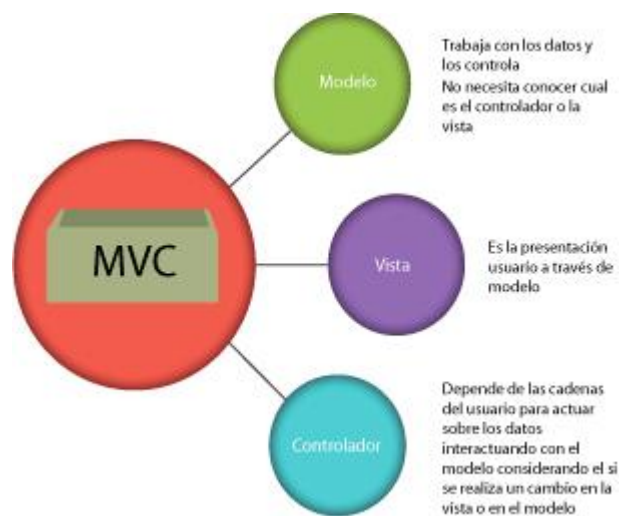 MVC
Modelo
Trabaja con los datos y
los controla
No necesita conocer cual
es el controlador o la
vista
Vista
Es la presentación
usuario a través de
modelo
Controlador
Depende de las cadenas
del usuario para actuar
sobre los datos
interactuando con el
modelo considerando el si
se realiza un cambio en la
vista o en el modelo